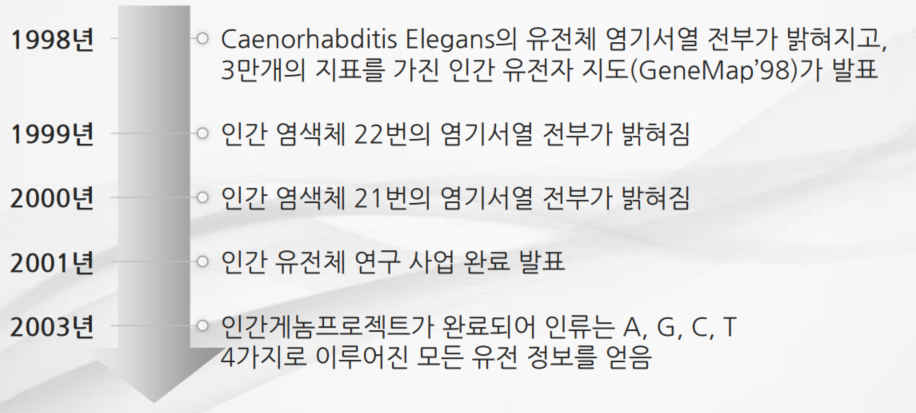 1998년
Caenorhabditis Elegans의 유전체 염기서열 전부가 밝혀지고,
3만개의 지표를 가진 인간 유전자 지도(GeneMap’98)가 발표
1999년
인간 염색체 22번의 염기서열 전부가 밝혀짐
2000년
인간 염색체 21번의 염기서열 전부가 밝혀짐
2001년
인간 유전체 연구 사업 완료 발표
2003년
인간게놈프로젝트가 완료되어 인류는 A, G, C, T
4가지로 이루어진 모든 유전 정보를 얻음